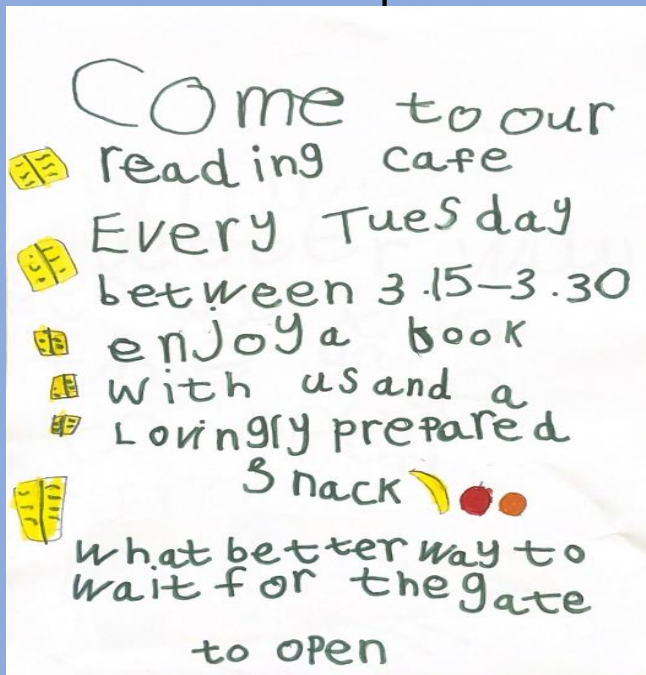 Come to our
reading cafe
Every Tuesday
between 3.15-3.30
enjoy a book
with us and a
Lovingly prepared
Snack
what better way to
wait for the gate
to open